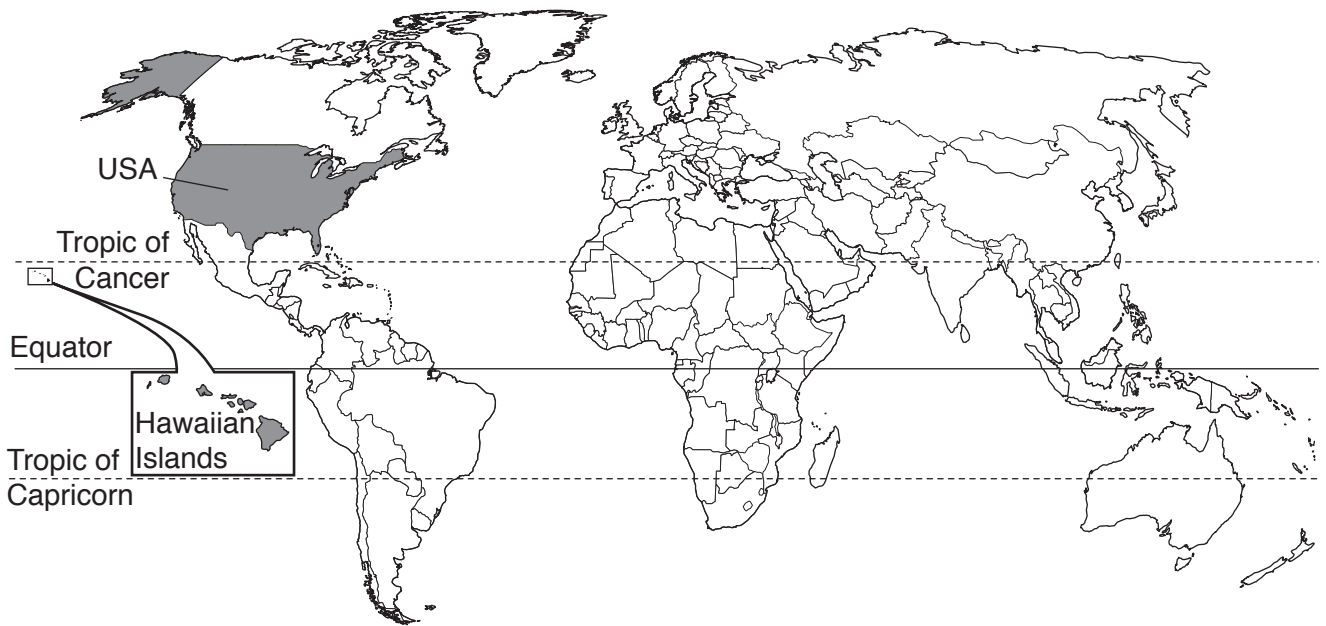 USA
Tropic of
Cancer
Equator
Hawaiian
Islands
Tropic of
Capricorn